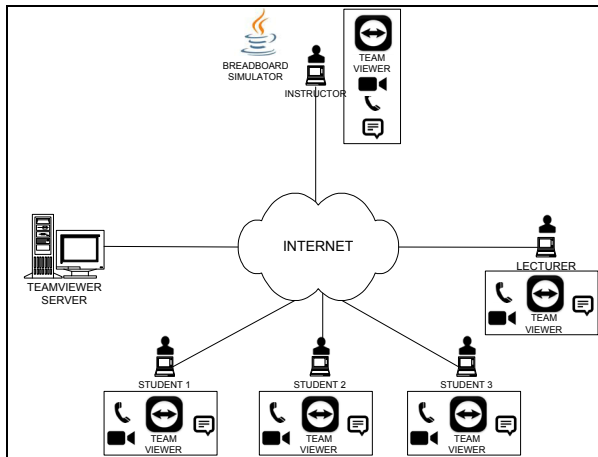 BREADBOARD
SIMULATOR
INSTRUCTOR
TEAM
VIEWER
INTERNET
TEAMVIEWER
SERVER
LECTURER
TEAM
VIEWER
STUDENT 1
TEAM
VIEWER
STUDENT 2
TEAM
VIEWER
STUDENT 3
TEAM
VIEWER